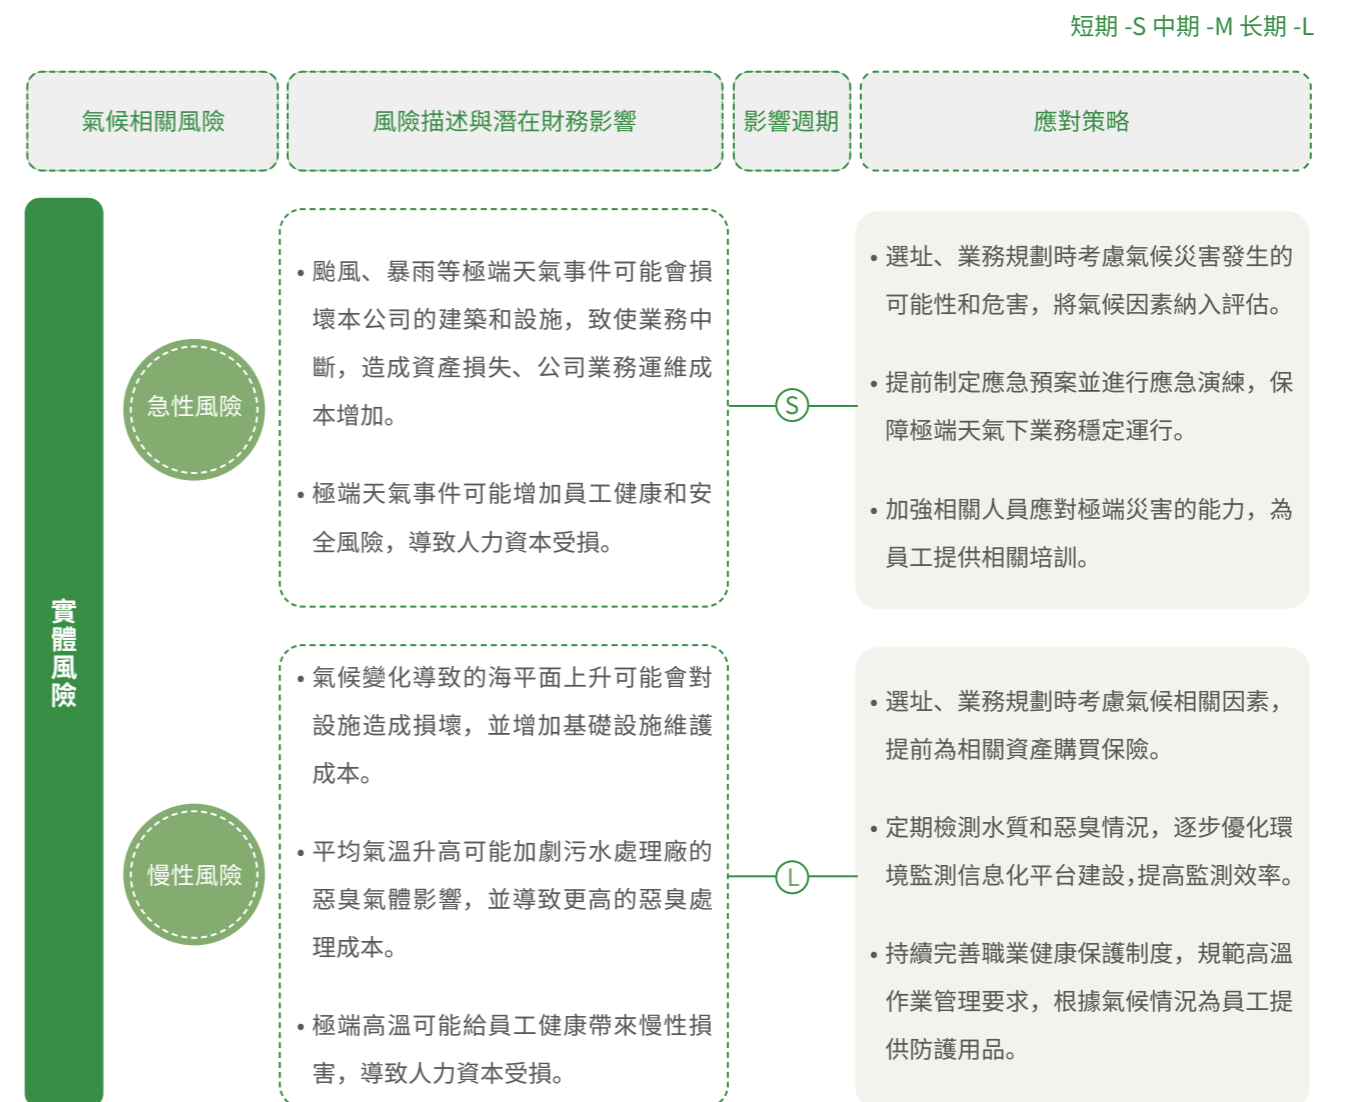 短期 -S 中期 -M 长期 -L
氣候相關風險
風險描述與潛在財務影響
影響週期
應對策略
實體風險
急性風險
• 颱風、暴雨等極端天氣事件可能會損
壞本公司的建築和設施，致使業務中
斷，造成資產損失、公司業務運維成
本增加。
• 極端天氣事件可能增加員工健康和安
全風險，導致人力資本受損。
S
• 選址、業務規劃時考慮氣候災害發生的
可能性和危害，將氣候因素納入評估。
• 提前制定應急預案並進行應急演練，保
障極端天氣下業務穩定運行。
• 加強相關人員應對極端災害的能力，為
員工提供相關培訓。
慢性風險
• 氣候變化導致的海平面上升可能會對
設施造成損壞，並增加基礎設施維護
成本。
• 平均氣溫升高可能加劇污水處理廠的
惡臭氣體影響，並導致更高的惡臭處
理成本。
• 極端高溫可能給員工健康帶來慢性損
害，導致人力資本受損。
L
• 選址、業務規劃時考慮氣候相關因素，
提前為相關資產購買保險。
• 定期檢測水質和惡臭情況，逐步優化環
境監測信息化平台建設，提高監測效率。
• 持續完善職業健康保護制度，規範高溫
作業管理要求，根據氣候情況為員工提
供防護用品。